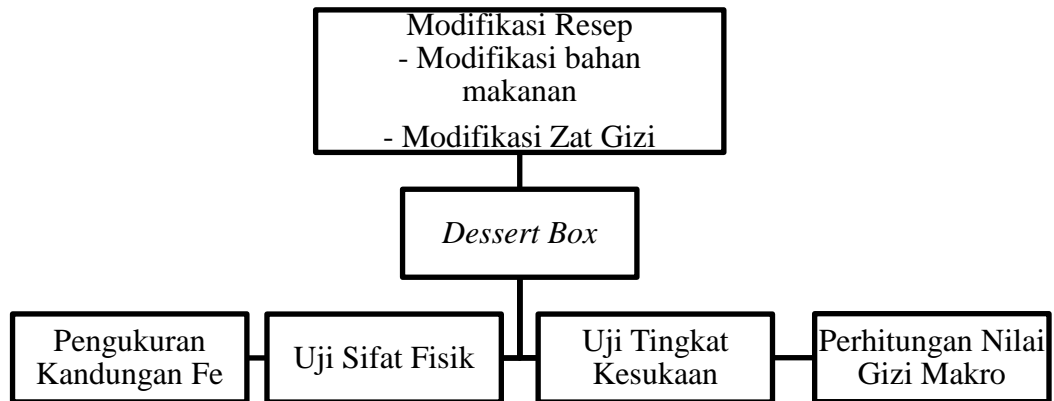 Modifikasi Resep
- Modifikasi bahan
makanan
- Modifikasi Zat Gizi
Dessert Box
Pengukuran
Kandungan Fe
Uji Sifat Fisik
Uji Tingkat
Kesukaan
Perhitungan Nilai
Gizi Makro